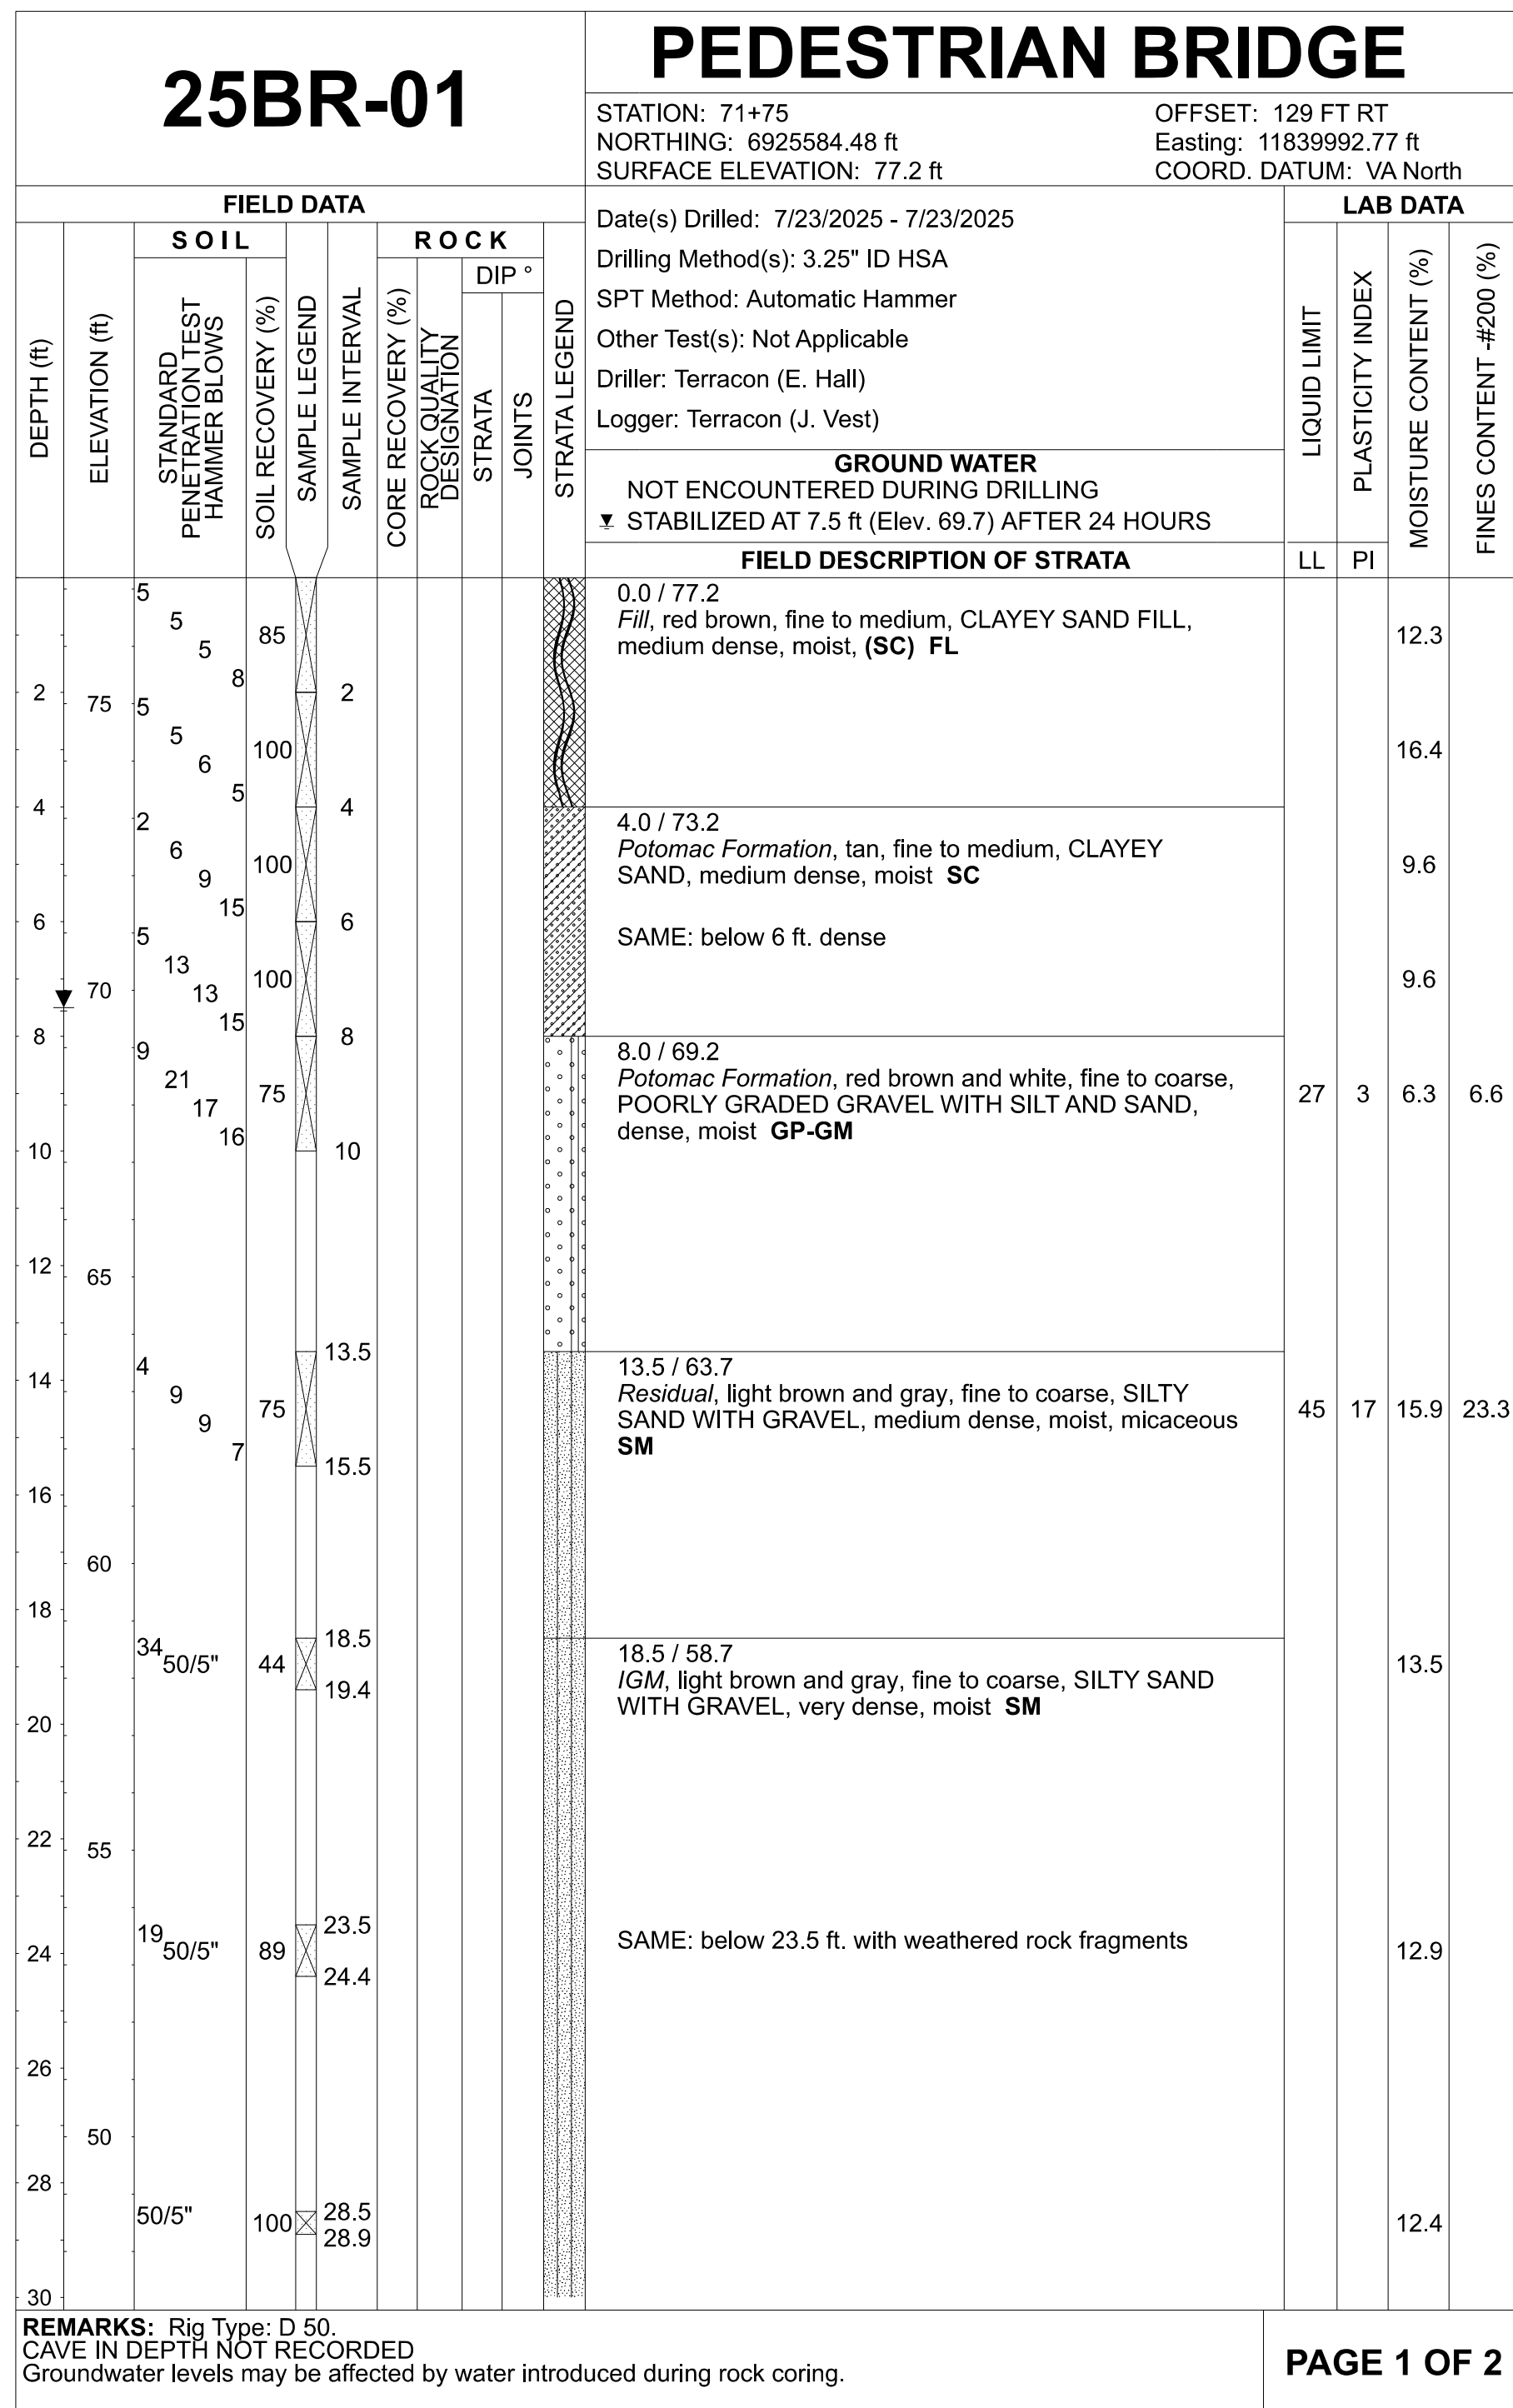 25BR-01
PEDESTRIAN BRIDGE
STATION: 71+75
OFFSET: 129 FT RT
NORTHING: 6925584.48 ft
Easting: 11839992.77 ft
SURFACE ELEVATION: 77.2 ft
COORD. DATUM: VA North
FIELD DATA
SOIL
ROCK
DIP °
DEPTH (ft)
ELEVATION (ft)
STANDARD
PENETRATION TEST
HAMMER BLOWS
SOIL RECOVERY (%)
SAMPLE LEGEND
SAMPLE INTERVAL
CORE RECOVERY (%)
ROCK QUALITY
DESIGNATION
STRATA
JOINTS
STRATA LEGEND
Date(s) Drilled: 7/23/2025 - 7/23/2025
Drilling Method(s): 3.25" ID HSA
SPT Method: Automatic Hammer
Other Test(s): Not Applicable
Driller: Terracon (E. Hall)
Logger: Terracon (J. Vest)
GROUND WATER
NOT ENCOUNTERED DURING DRILLING
STABILIZED AT 7.5 ft (Elev. 69.7) AFTER 24 HOURS
FIELD DESCRIPTION OF STRATA
LAB DATA
LIQUID LIMIT
PLASTICITY INDEX
MOISTURE CONTENT (%)
FINES CONTENT -#200 (%)
LL
PI
5
5
5
8
85
2
2
75
0.0 / 77.2
Fill, red brown, fine to medium, CLAYEY SAND FILL,
medium dense, moist, (SC) FL
12.3
5
5
6
5
100
4
4
16.4
2
6
9
15
100
6
6
4.0 / 73.2
Potomac Formation, tan, fine to medium, CLAYEY
SAND, medium dense, moist SC
9.6
SAME: below 6 ft. dense
5
13
13
15
100
70
8
8
9.6
9
21
17
16
75
10
10
8.0 / 69.2
Potomac Formation, red brown and white, fine to coarse,
POORLY GRADED GRAVEL WITH SILT AND SAND,
dense, moist GP-GM
27
3
6.3
6.6
12
65
13.5
14
4
9
9
7
75
15.5
13.5 / 63.7
Residual, light brown and gray, fine to coarse, SILTY
SAND WITH GRAVEL, medium dense, moist, micaceous
SM
45
17
15.9
23.3
16
60
18
34
50/5"
44
18.5
19.4
18.5 / 58.7
IGM, light brown and gray, fine to coarse, SILTY SAND
WITH GRAVEL, very dense, moist SM
13.5
20
22
55
19
50/5"
89
23.5
24.4
24
SAME: below 23.5 ft. with weathered rock fragments
12.9
26
50
28
50/5"
100
28.5
28.9
12.4
30
REMARKS: Rig Type: D 50.
CAVE IN DEPTH NOT RECORDED
Groundwater levels may be affected by water introduced during rock coring.
PAGE 1 OF 2